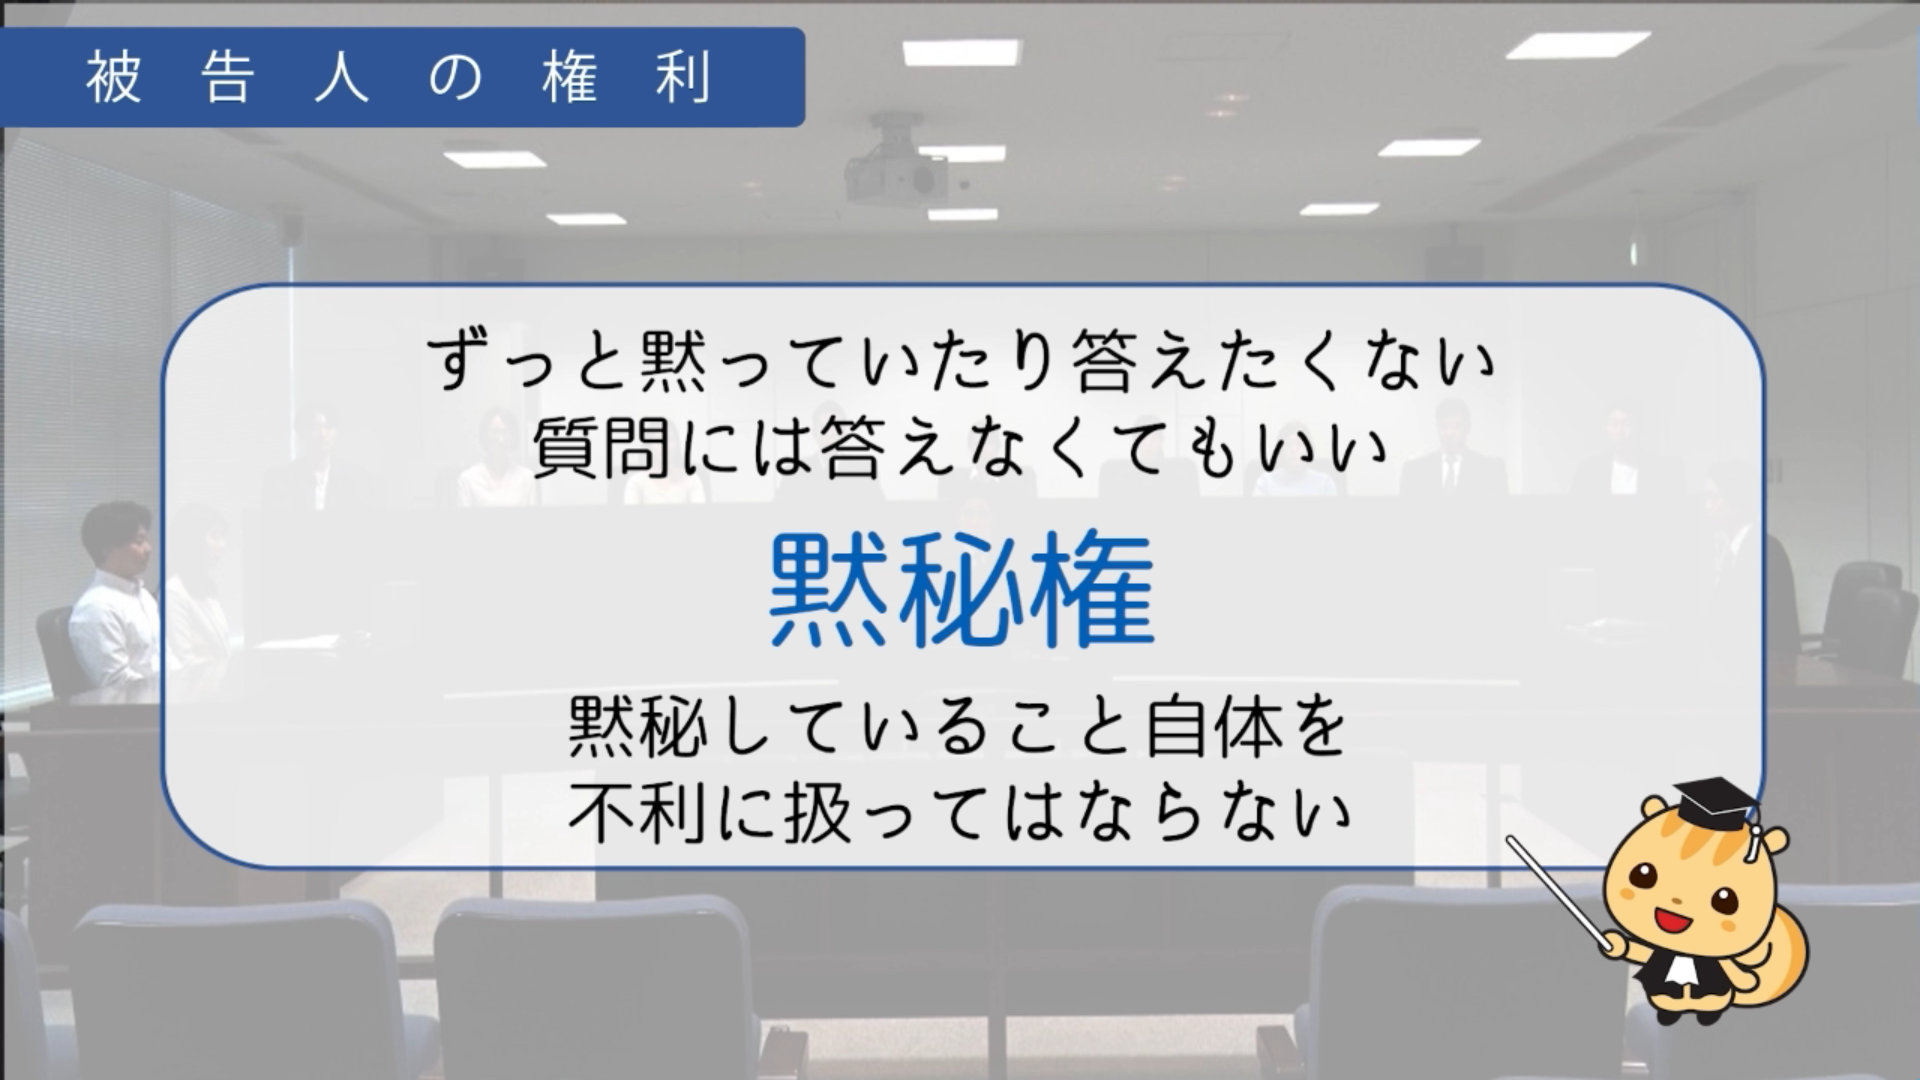 被告人の権利
ずっと黙っていたり答えたくない
質問には答えなくてもいい
黙秘権
黙秘していること自体を
不利に扱ってはならない